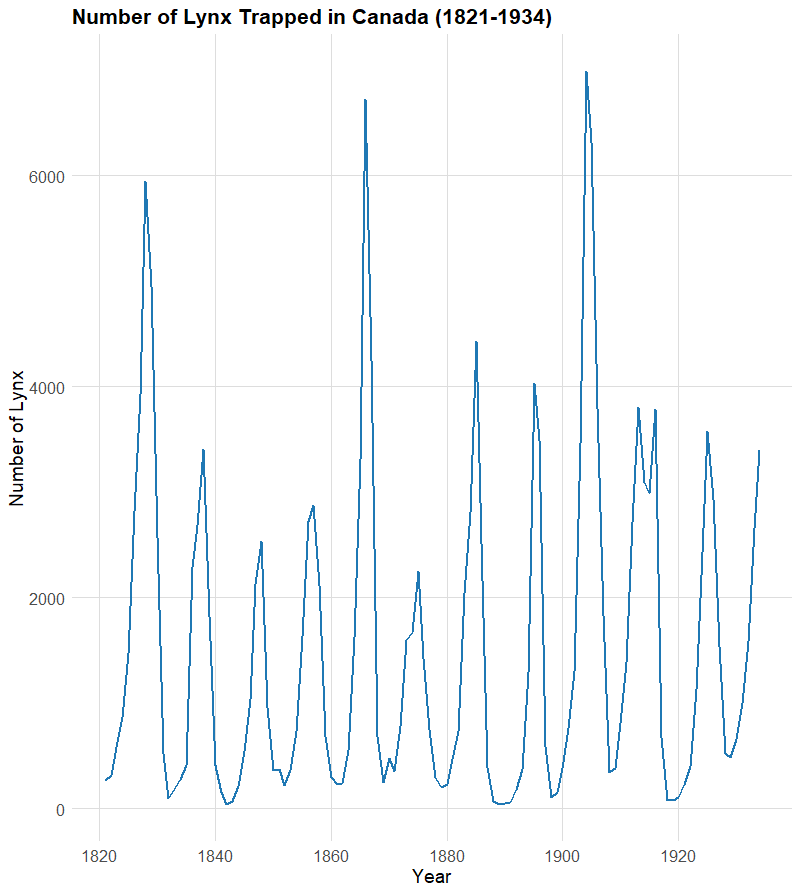 Number of Lynx Trapped in Canada (1821-1934)
6000
4000
2000
0
Number of Lynx
1820 1840 1860 1880 1900 1920
Year